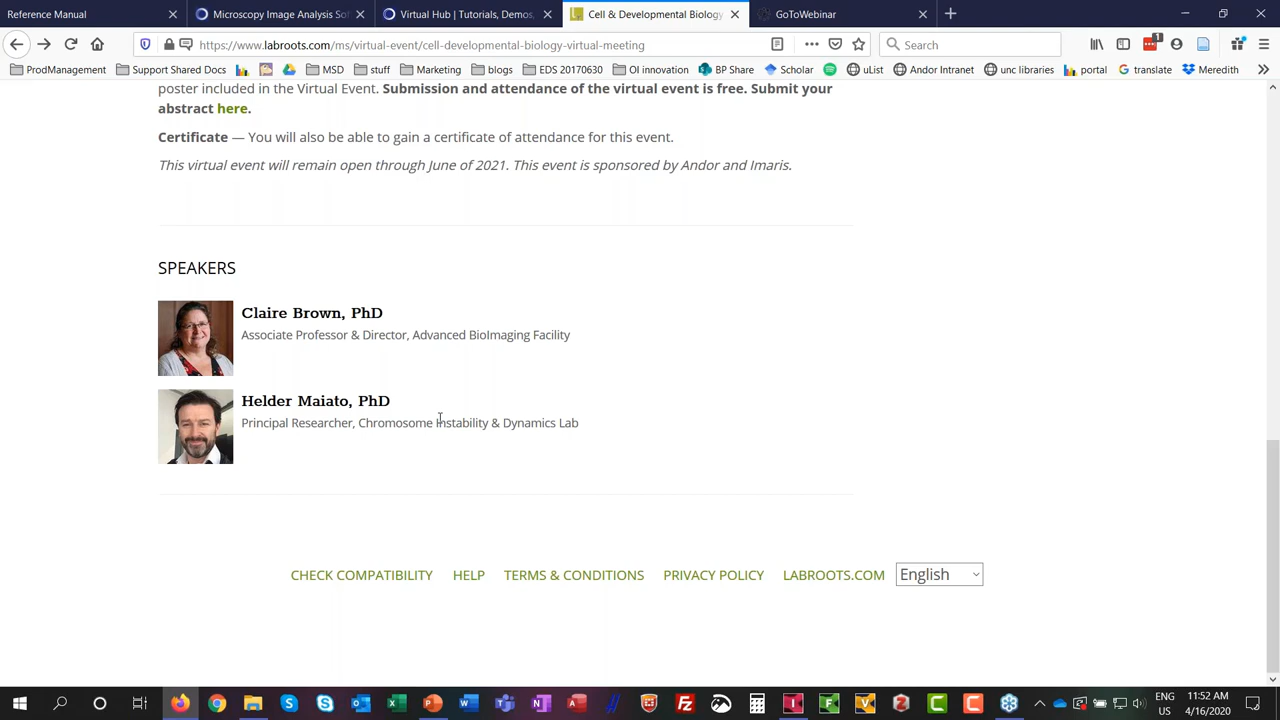 Reference Manual
Microscopy Image Analysis Sof
Virtual Hub | Tutorials, Demos,
Cell & Developmental Biology
GoToWebinar
https://www.labroots.com/ms/virtual-event/cell-developmental-biology-virtual-meeting
Search
1
ProdManagement
Support Shared Docs
MSD
stuff
Marketing
blogs
EDS 20170630
OI innovation
BP Share
Scholar
uList
Andor Intranet
unc libraries
portal
translate
Meredith
poster included in the Virtual Event. Submission and attendance of the virtual event is free. Submit your
abstract here.
Certificate — You will also be able to gain a certificate of attendance for this event.
This virtual event will remain open through June of 2021. This event is sponsored by Andor and Imaris.
SPEAKERS
Claire Brown, PhD
Associate Professor & Director, Advanced BioImaging Facility
Helder Maiato, PhD
Principal Researcher, Chromosome Instability & Dynamics Lab
CHECK COMPATIBILITY
HELP
TERMS & CONDITIONS
PRIVACY POLICY
LABROOTS.COM
English
ENG
US
11:52 AM
4/16/2020